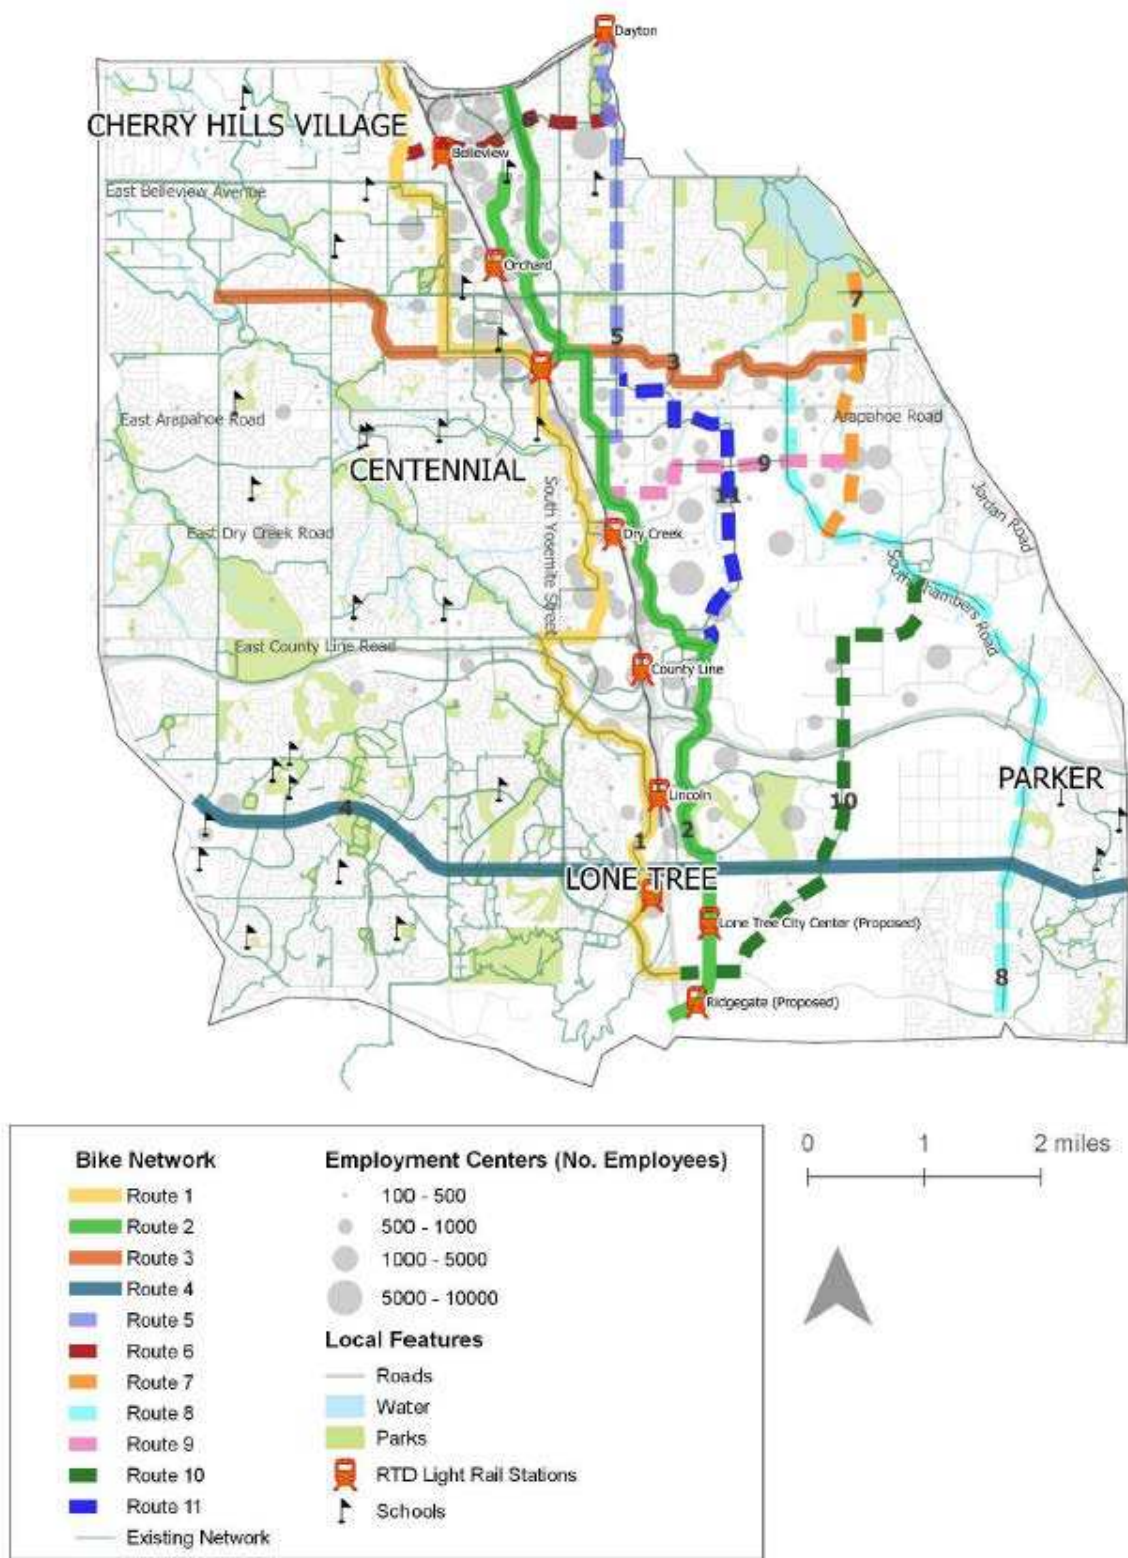 Dayton
CHERRY HILLS VILLAGE
6
Belleview
East Belleview Avenue
Orchard
7
5
3
East Arapahoe Road
Arapahoe Road
CENTENNIAL
9
11
South Yosemite Street
Jordan Road
East Dry Creek Road
Dry Creek
South Chambers Road
East County Line Road
County Line
PARKER
Lincoln
4
10
1
2
LONE TREE
Lone Tree City Center (Proposed)
8
Ridgegate (Proposed)
Bike Network
Route 1
Route 2
Route 3
Route 4
Route 5
Route 6
Route 7
Route 8
Route 9
Route 10
Route 11
Existing Network
Employment Centers (No. Employees)
100 - 500
500 - 1000
1000 - 5000
5000 - 10000
Local Features
Roads
Water
Parks
RTD Light Rail Stations
Schools
0 1 2 miles